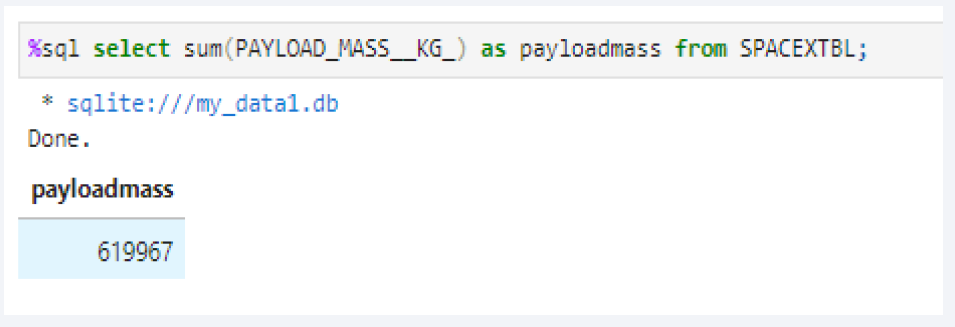 %sql select sum(PAYLOAD_MASS__KG_) as payloadmass from SPACEXTBL;
* sqlite:///my_data1.db
Done.
payloadmass
619967